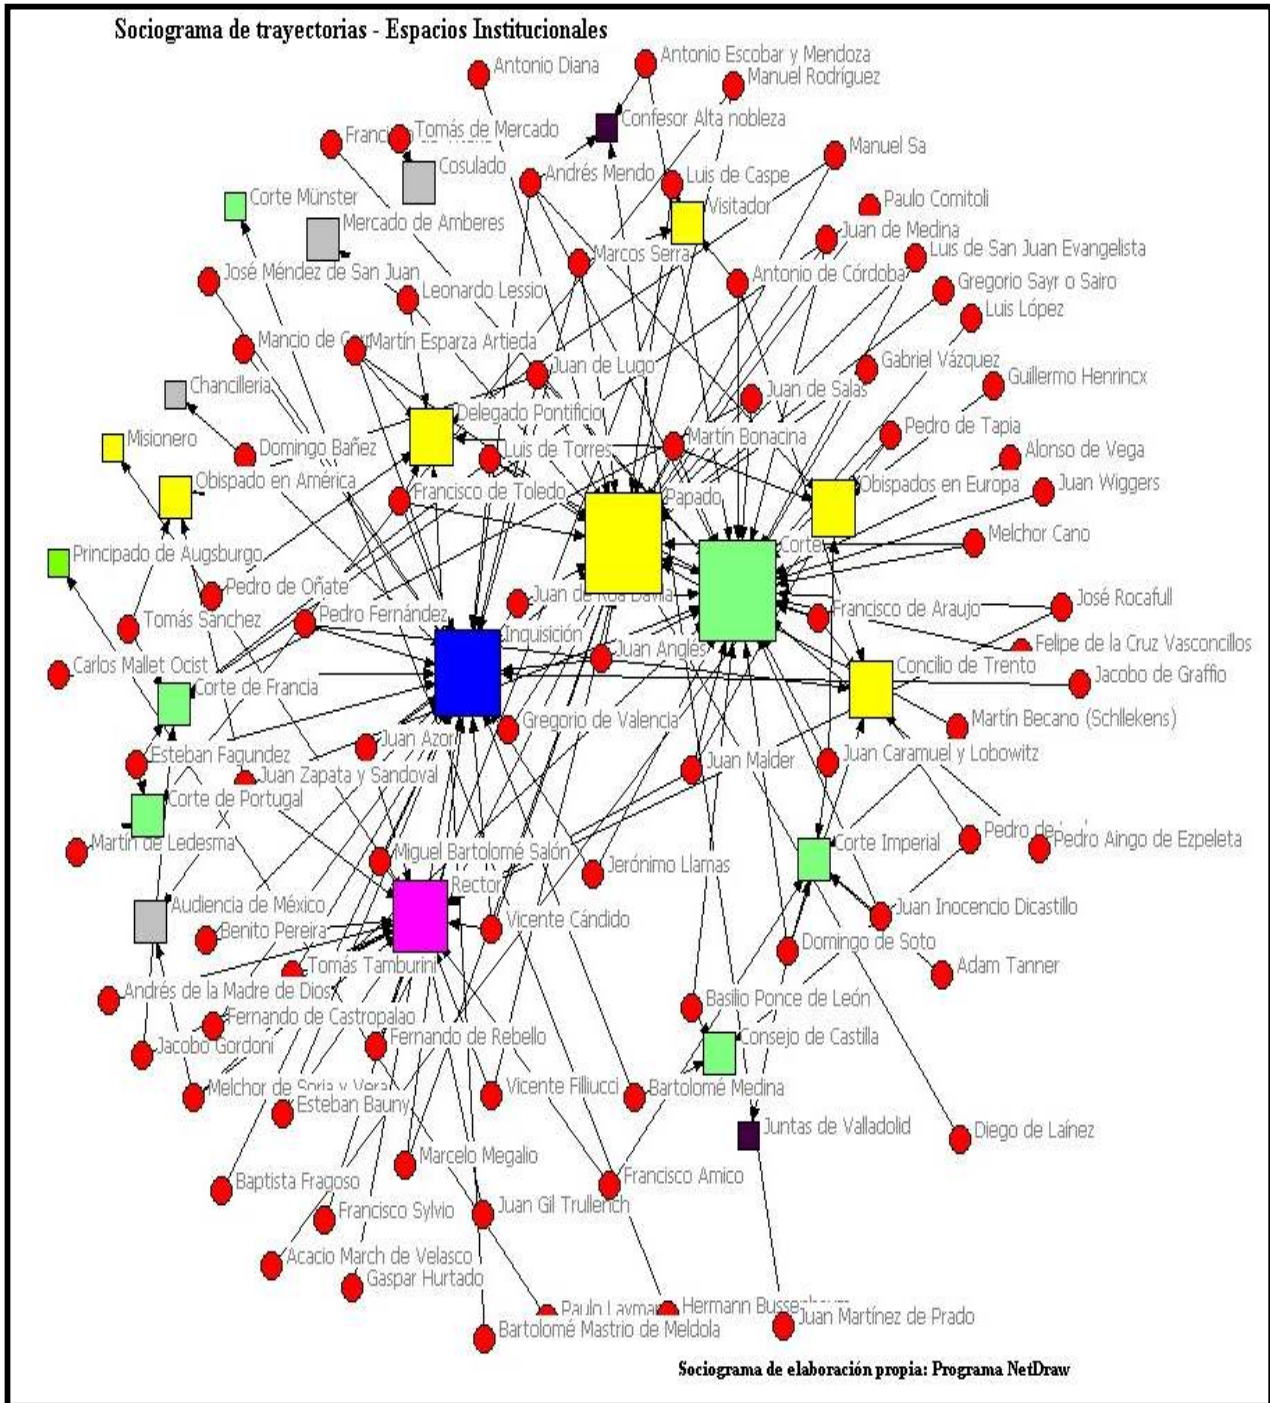 Sociograma de trayectorias - Espacios Institucionales
Antonio Escobar y Mendoza
Antonio Diana
Manuel Rodríguez
Confesor Alta nobleza
Tomás de Mercado
Manuel Sa
Cosulado
Andrés Mendo
Luis de Caspe
Corte Münster
Paulo Comitoli
Visitador
Mercado de Amberes
Juan de Medina
Luis de San Juan Evangelista
Marcos Serra
José Méndez de San Juan
Antonio de Córdoba
Gregorio Sayr o Sairo
Leonardo Lessio
Luis López
Mancio de
Martín Esparza Artieda
Juan de Lugo
Gabriel Vázquez
Guillermo Henrincx
Chancilleria
Juan de Salas
Delegado Pontificio
Pedro de Tapia
Misionero
Domingo Bañez
Luis de Torres
Martín Bonacina
Alonso de Vega
Obispado en América
Francisco de Toledo
Papado
Obispados en Europa
Juan Wiggers
Melchor Cano
Corte
Principado de Augsburgo
Pedro de Oñate
José Rocafull
Tomás Sanchez
Pedro Fernández
Juan de
Francisco de Araujo
Inquisición
Juan Angles
Felipe de la Cruz Vasconcillos
Carlos Mallet Ocist
Corte de Francia
Concilio de Trento
Jacobo de Graffio
Gregorio de Valencia
Martín Becano (Schllekens)
Esteban Fagundez
Juan Azor
Juan Malder
Juan Caramuel y Lobowitz
Juan Zapata y Sandoval
Corte de Portugal
Martín de Ledesma
Miguel Bartolomé Salón
Jerónimo Llamas
Corte Imperial
Pedro de
Pedro Aingo de Ezpeleta
Rector
Audiencia de México
Benito Pereira
Vicente Cándido
Juan Inocencio Dicastillo
Domingo de Soto
Tomás Tamburini
Adam Tanner
Andrés de la Madre de Dios
Basilio Ponce de León
Fernando de Castropalao
Fernando de Rebello
Consejo de Castilla
Jacobo Gordoni
Melchor de Soria y Vera
Vicente Filliucci
Bartolomé Medina
Esteban Bauny
Juntas de Valladolid
Diego de Laínez
Marcelo Megalio
Baptista Fragoso
Francisco Amico
Francisco Sylvio
Juan Gil Trullench
Acacio March de Velasco
Gaspar Hurtado
Paulo Layman
Hermann
Juan Martínez de Prado
Bartolomé Mastrio de Meldola
Sociograma de elaboración propia: Programa NetDraw